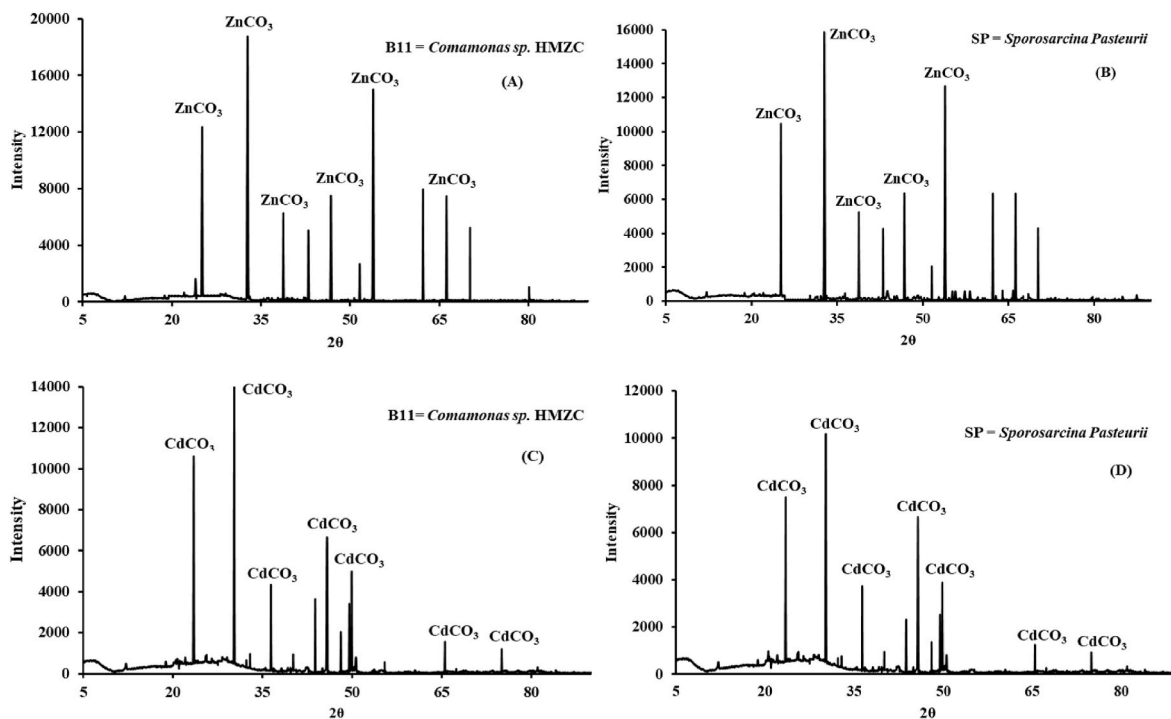 20000
16000
12000
8000
4000
0
Intensity
ZnCO₃
ZnCO₃
ZnCO₃
ZnCO₃
ZnCO₃
ZnCO₃
B11 = Comamonas sp. HMZC
(A)
5 20 35 50 65 80
2θ
16000
14000
12000
10000
8000
6000
4000
2000
0
Intensity
ZnCO₃
ZnCO₃
ZnCO₃
ZnCO₃
ZnCO₃
SP = Sporosarcina Pasteurii
(B)
5 20 35 50 65 80
2θ
14000
12000
10000
8000
6000
4000
2000
0
Intensity
CdCO₃
CdCO₃
CdCO₃
CdCO₃
CdCO₃
CdCO₃
CdCO₃
B11= Comamonas sp. HMZC
(C)
5 20 35 50 65 80
2θ
12000
10000
8000
6000
4000
2000
0
Intensity
CdCO₃
CdCO₃
CdCO₃
CdCO₃
CdCO₃
CdCO₃
CdCO₃
SP = Sporosarcina Pasteurii
(D)
5 20 35 50 65 80
2θ